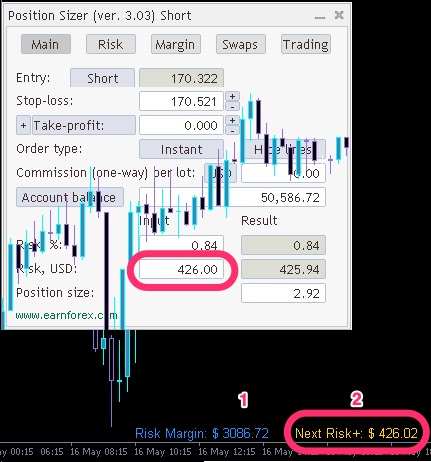 Position Sizer (ver. 3.03) Short
Main Risk Margin Swaps Trading
Entry: Short 170.322
Stop-loss: 170.521 + -
+ Take-profit: 0.000 + -
Order type: Instant Hide lines
Commission (one-way) per lot: USD 0.00
Account balance 50,586.72
Input Result
Risk, %: 0.84 0.84
Risk, USD: 426.00 425.94
Position size: 2.92
www.earnforex.com
1 2
Risk Margin: $ 3086.72 Next Risk+: $ 426.02
16 May 08:15 16 May 10:15 16 May 12:15 16 May 14:15